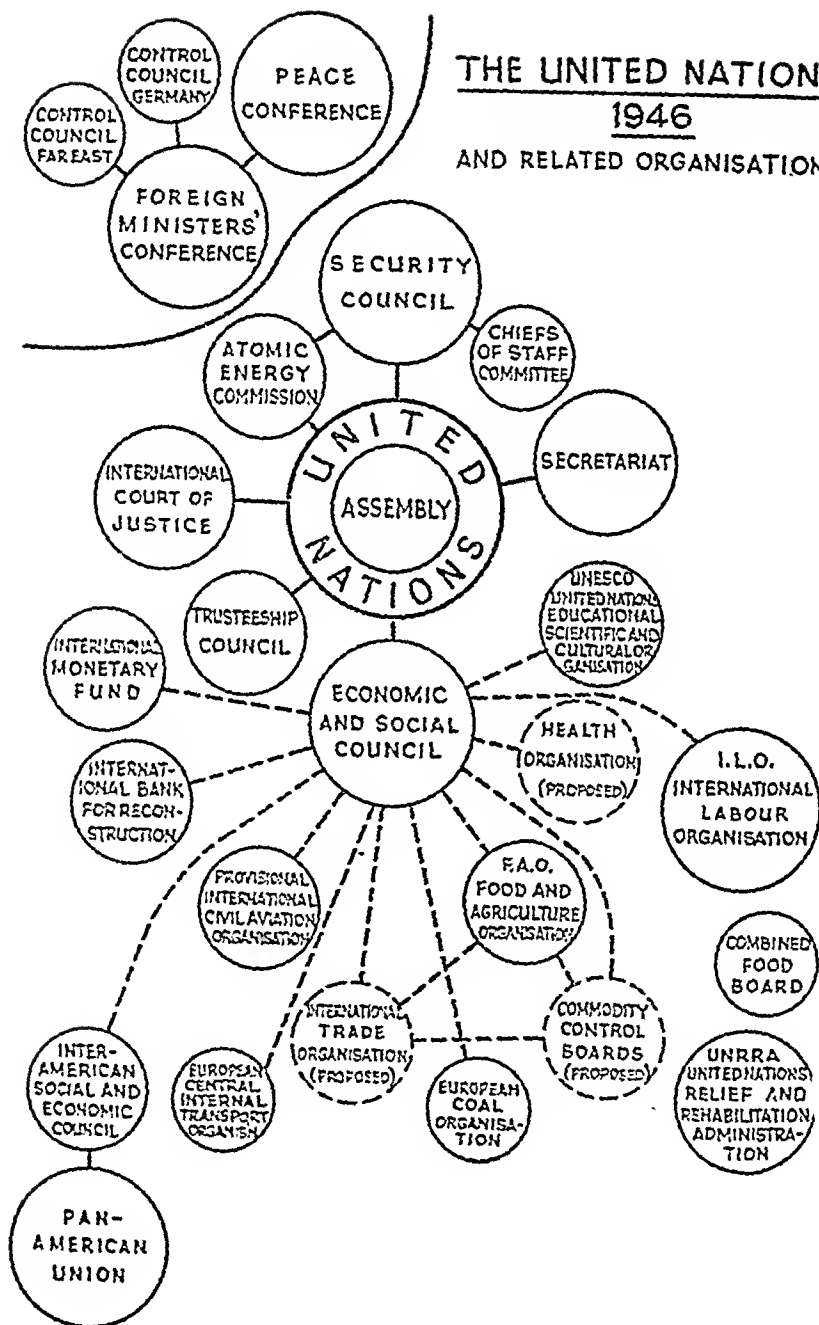 THE UNITED NATION
1946
AND RELATED ORGANISATION
CONTROL
COUNCIL
GERMANY
PEACE
CONFERENCE
CONTROL
COUNCIL
FAR EAST
FOREIGN
MINISTERS'
CONFERENCE
SECURITY
COUNCIL
ATOMIC
ENERGY
COMMISSION
CHIEFS
OF STAFF
COMMITTEE
UNITED
NATIONS
ASSEMBLY
SECRETARIAT
INTERNATIONAL
COURT OF
JUSTICE
TRUSTEESHIP
COUNCIL
UNESCO
UNITED NATIONS
EDUCATIONAL
SCIENTIFIC AND
CULTURAL OR
GANISATION
INTERNATIONAL
MONETARY
FUND
ECONOMIC
AND SOCIAL
COUNCIL
HEALTH
ORGANISATION
(PROPOSED)
I.L.O.
INTERNATIONAL
LABOUR
ORGANISATION
INTERNAT-
IONAL BANK
FOR RECON-
STRUCTION
PROVISIONAL
INTERNATIONAL
CIVIL AVIATION
ORGANISATION
F.A.O.
FOOD AND
AGRICULTURE
ORGANISATION
COMBINED
FOOD
BOARD
INTERNATIONAL
TRADE
ORGANISATION
(PROPOSED)
COMMODITY
CONTROL
BOARDS
(PROPOSED)
INTER-
AMERICAN
SOCIAL AND
ECONOMIC
COUNCIL
EUROPEAN
CENTRAL
INTERNAL
TRANSPORT
ORGANISM
EUROPEAN
COAL
ORGANISA-
TION
UNRRA
UNITED NATIONS
RELIEF AND
REHABILITATION
ADMINISTRA-
TION
PAN-
AMERICAN
UNION